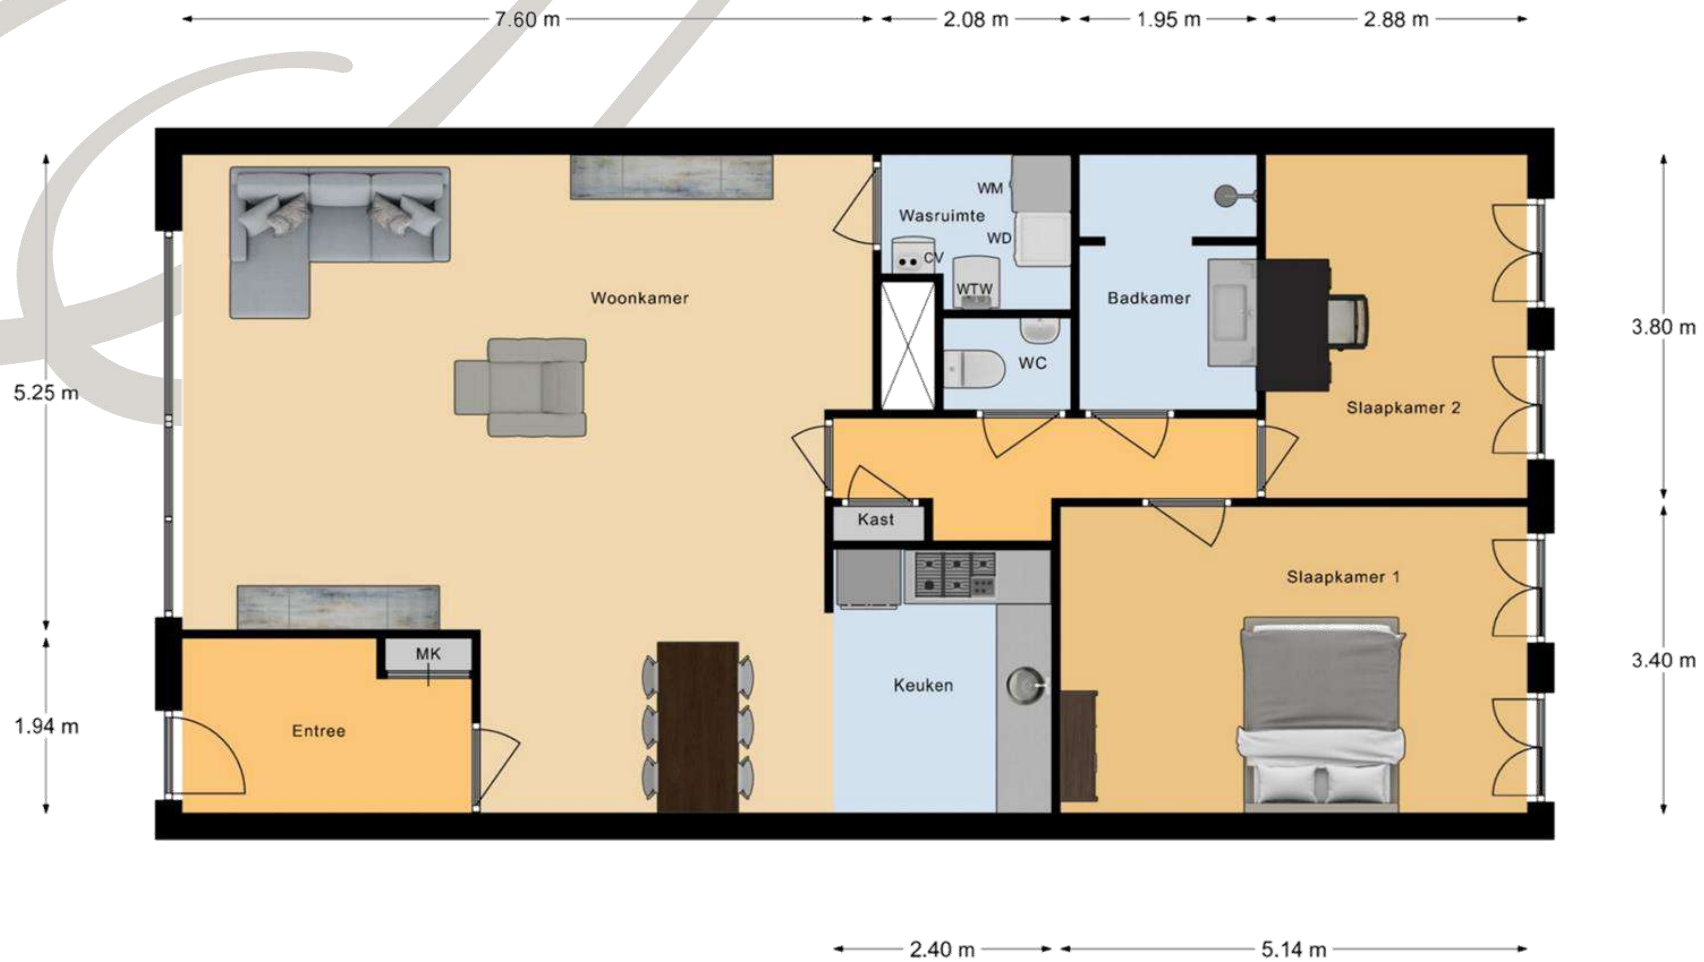 7.60 m
2.08 m
1.95 m
2.88 m
WM
Wasruimte
WD
CV
WTW
Woonkamer
Badkamer
3.80 m
WC
5.25 m
Slaapkamer 2
Kast
Slaapkamer 1
MK
Keuken
3.40 m
Entree
1.94 m
2.40 m
5.14 m